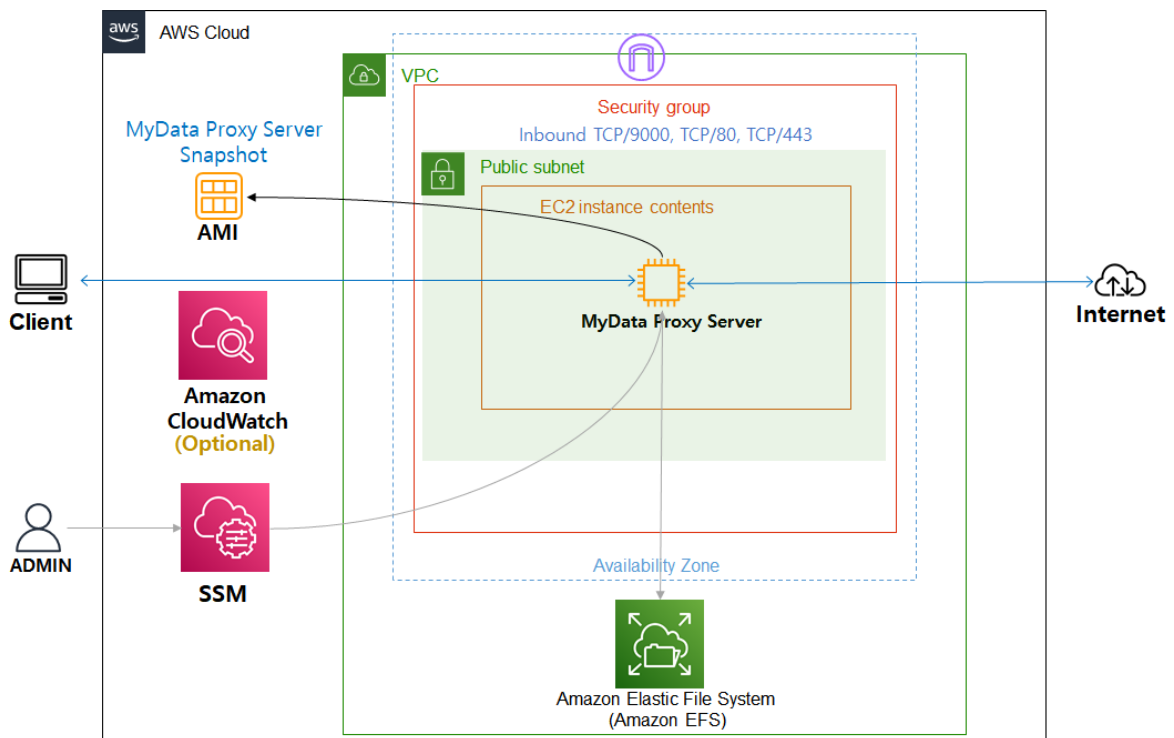 aws
AWS Cloud
VPC
Security group
Inbound TCP/9000, TCP/80, TCP/443
MyData Proxy Server
Snapshot
AMI
Public subnet
EC2 instance contents
MyData Proxy Server
Client
Internet
Amazon
CloudWatch
(Optional)
ADMIN
SSM
Availability Zone
Amazon Elastic File System
(Amazon EFS)